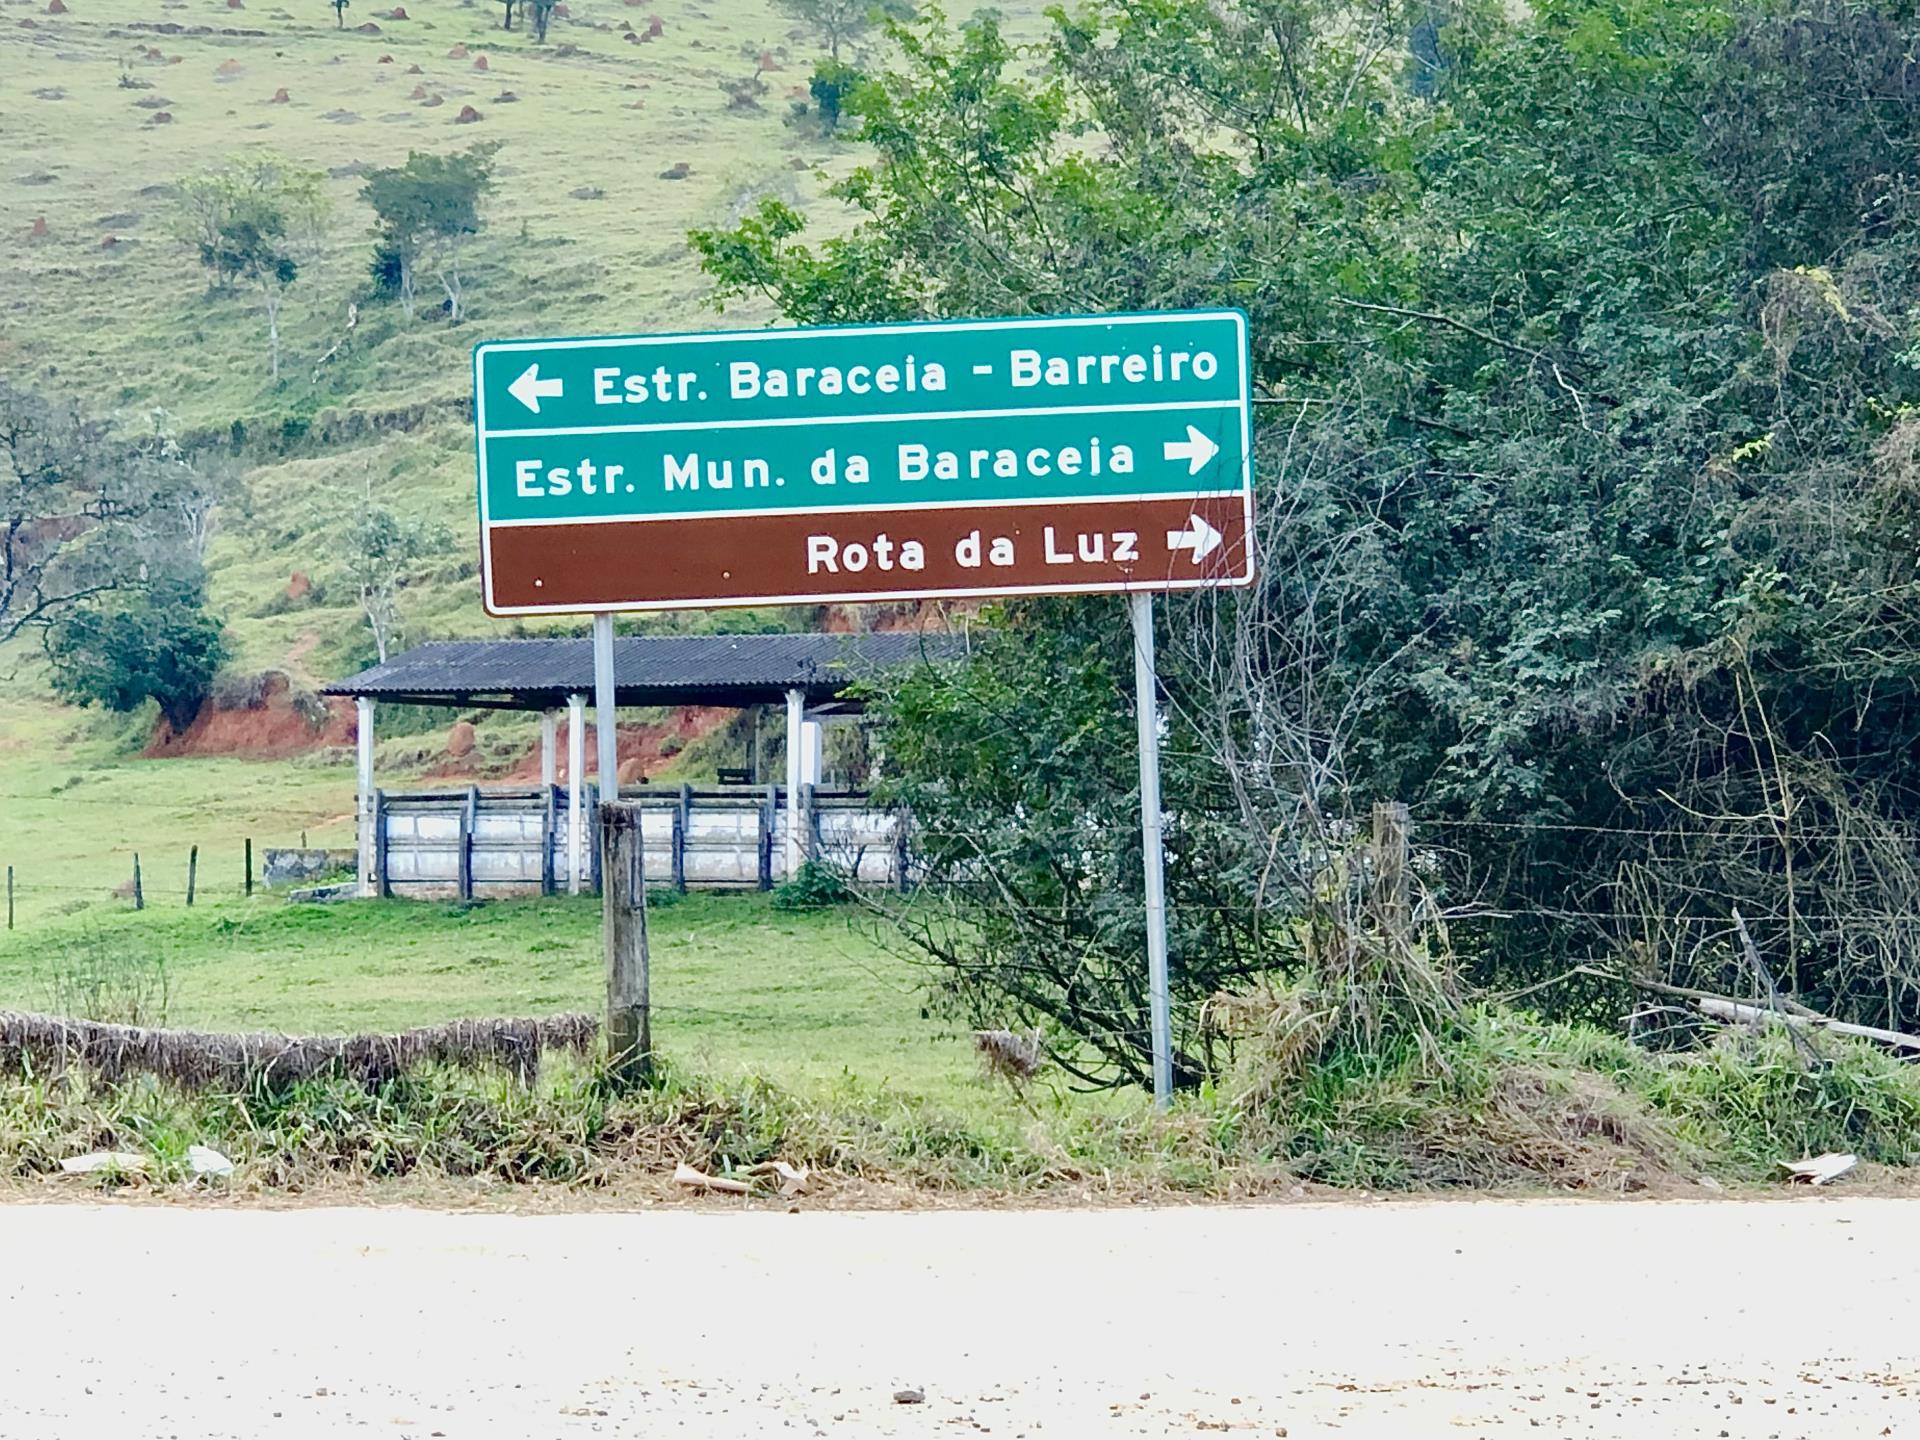 Estr. Baraceia - Barreiro
Estr. Mun. da Baraceia
Rota da Luz